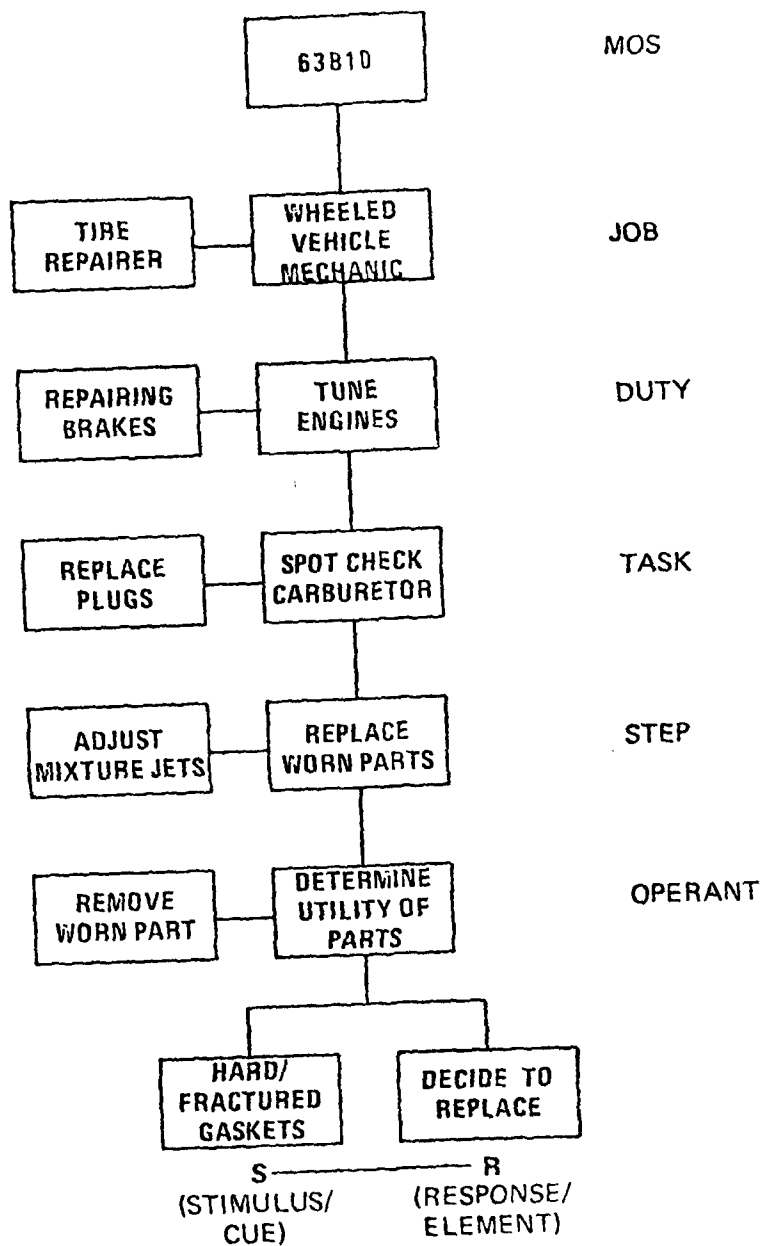 63B10
MOS
TIRE
REPAIRER
WHEELED
VEHICLE
MECHANIC
JOB
REPAIRING
BRAKES
TUNE
ENGINES
DUTY
REPLACE
PLUGS
SPOT CHECK
CARBURETOR
TASK
ADJUST
MIXTURE JETS
REPLACE
WORN PARTS
STEP
REMOVE
WORN PART
DETERMINE
UTILITY OF
PARTS
OPERANT
HARD/
FRACTURED
GASKETS
DECIDE TO
REPLACE
S
R
(STIMULUS/
CUE)
(RESPONSE/
ELEMENT)